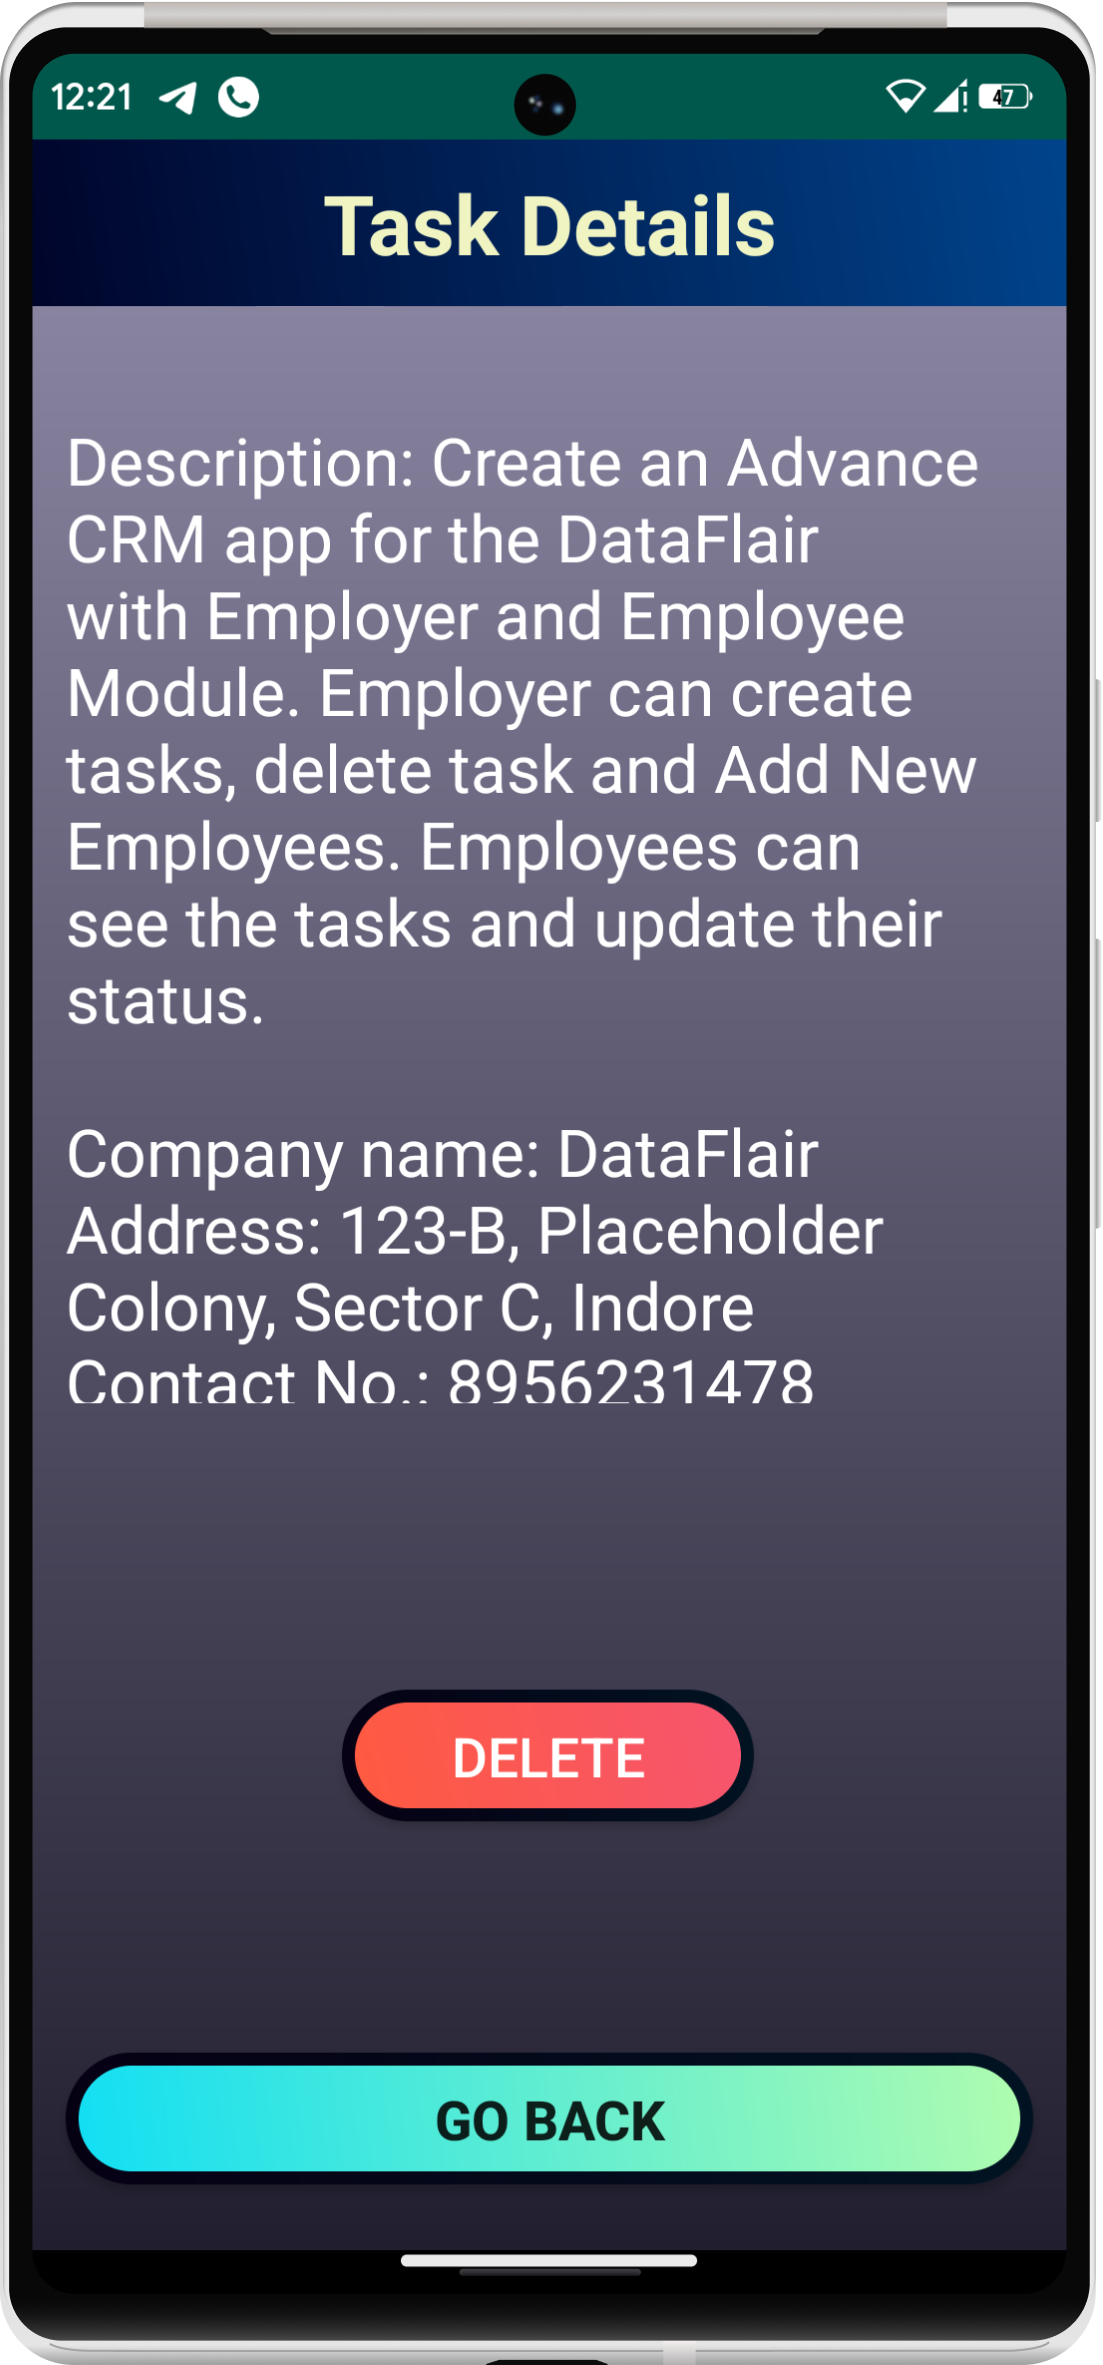 12:21
47
Task Details
Description: Create an Advance
CRM app for the DataFlair
with Employer and Employee
Module. Employer can create
tasks, delete task and Add New
Employees. Employees can
see the tasks and update their
status.
Company name: DataFlair
Address: 123-B, Placeholder
Colony, Sector C, Indore
Contact No.: 8956231478
DELETE
GO BACK